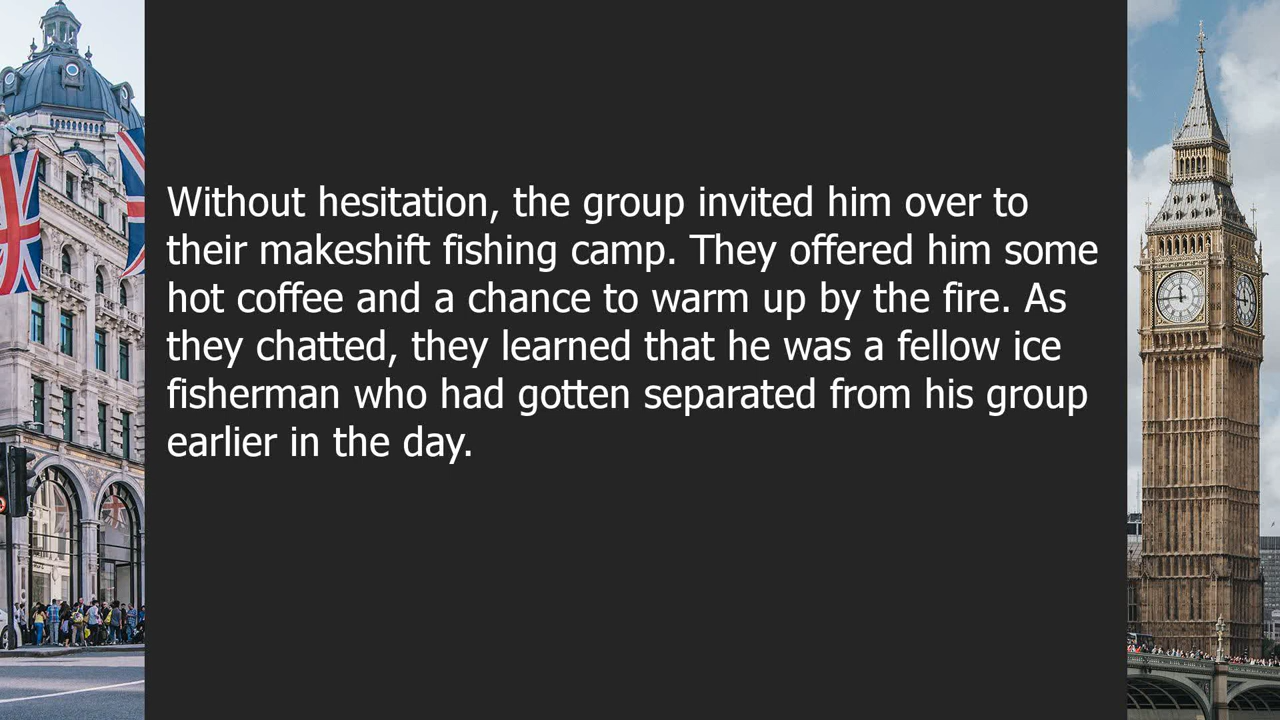 Without hesitation, the group invited him over to
their makeshift fishing camp. They offered him some
hot coffee and a chance to warm up by the fire. As
they chatted, they learned that he was a fellow ice
fisherman who had gotten separated from his group
earlier in the day.